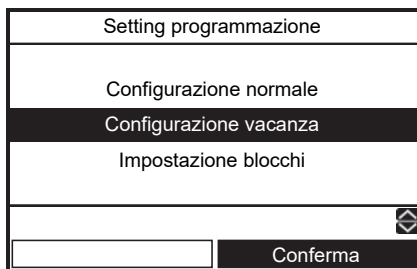 Setting programmazione
Configurazione normale
Configurazione vacanza
Impostazione blocchi
Conferma